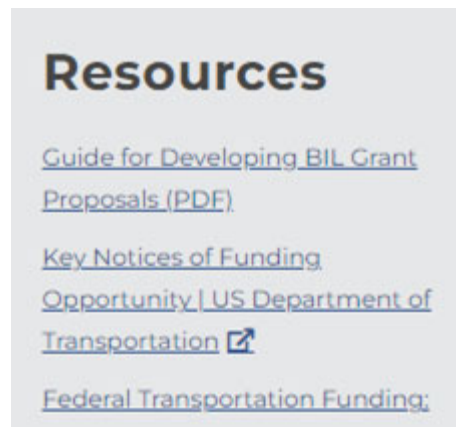 Resources
Guide for Developing BIL Grant
Proposals (PDF)
Key Notices of Funding
Opportunity | US Department of
Transportation
Federal Transportation Funding: